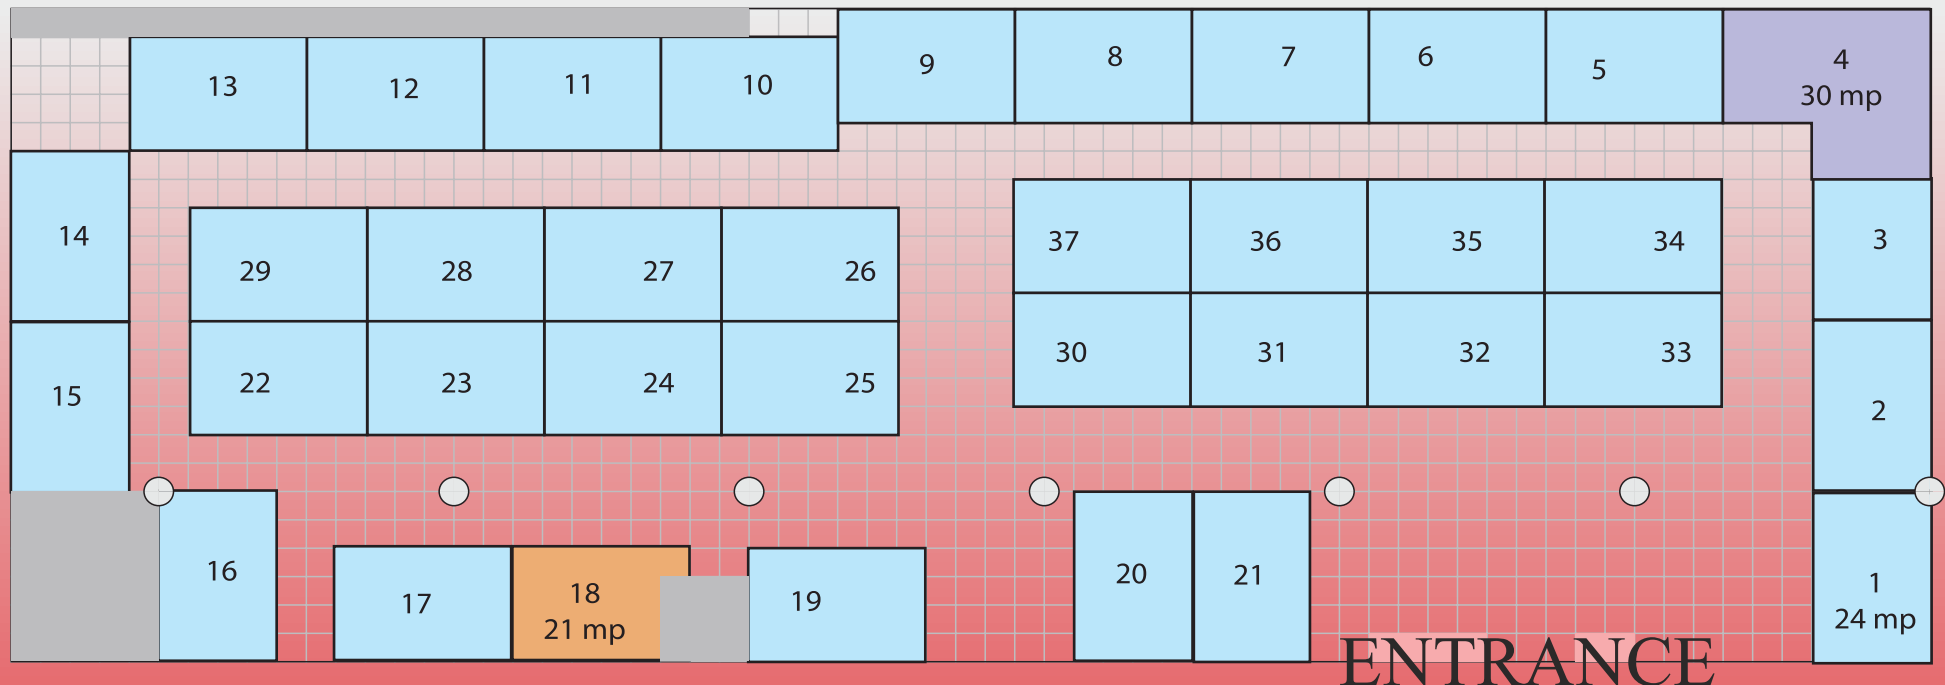 9 8 7 6 5 4
30 mp
13 12 11 10
14 37 36 35 34 3
29 28 27 26
30 31 32 33
15 22 23 24 25 2
16 17 18 19 20 21 1
21 mp 24 mp
ENTRANCE